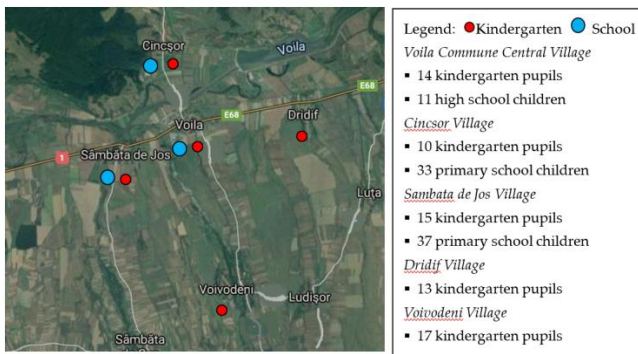 Cincșor
Voila
E68
Dridif
E68
Voila
1
Sâmbăta de Jos
Luța
Voivodeni
Ludișor
Sâmbăta
Legend: Kindergarten School
Voila Commune Central Village
▪ 14 kindergarten pupils
▪ 11 high school children
Cincsor Village
▪ 10 kindergarten pupils
▪ 33 primary school children
Sambata de Jos Village
▪ 15 kindergarten pupils
▪ 37 primary school children
Dridif Village
▪ 13 kindergarten pupils
Voivodeni Village
▪ 17 kindergarten pupils